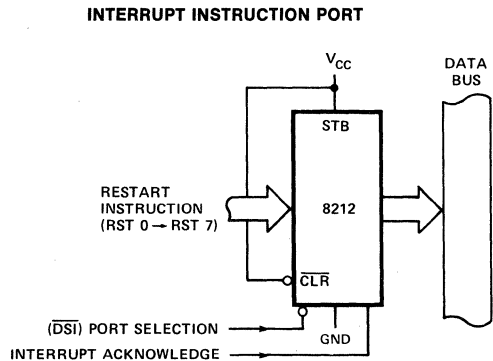 INTERRUPT INSTRUCTION PORT
VCC
DATA
BUS
STB
RESTART
INSTRUCTION
(RST 0 → RST 7)
8212
CLR
(DSI) PORT SELECTION
GND
INTERRUPT ACKNOWLEDGE